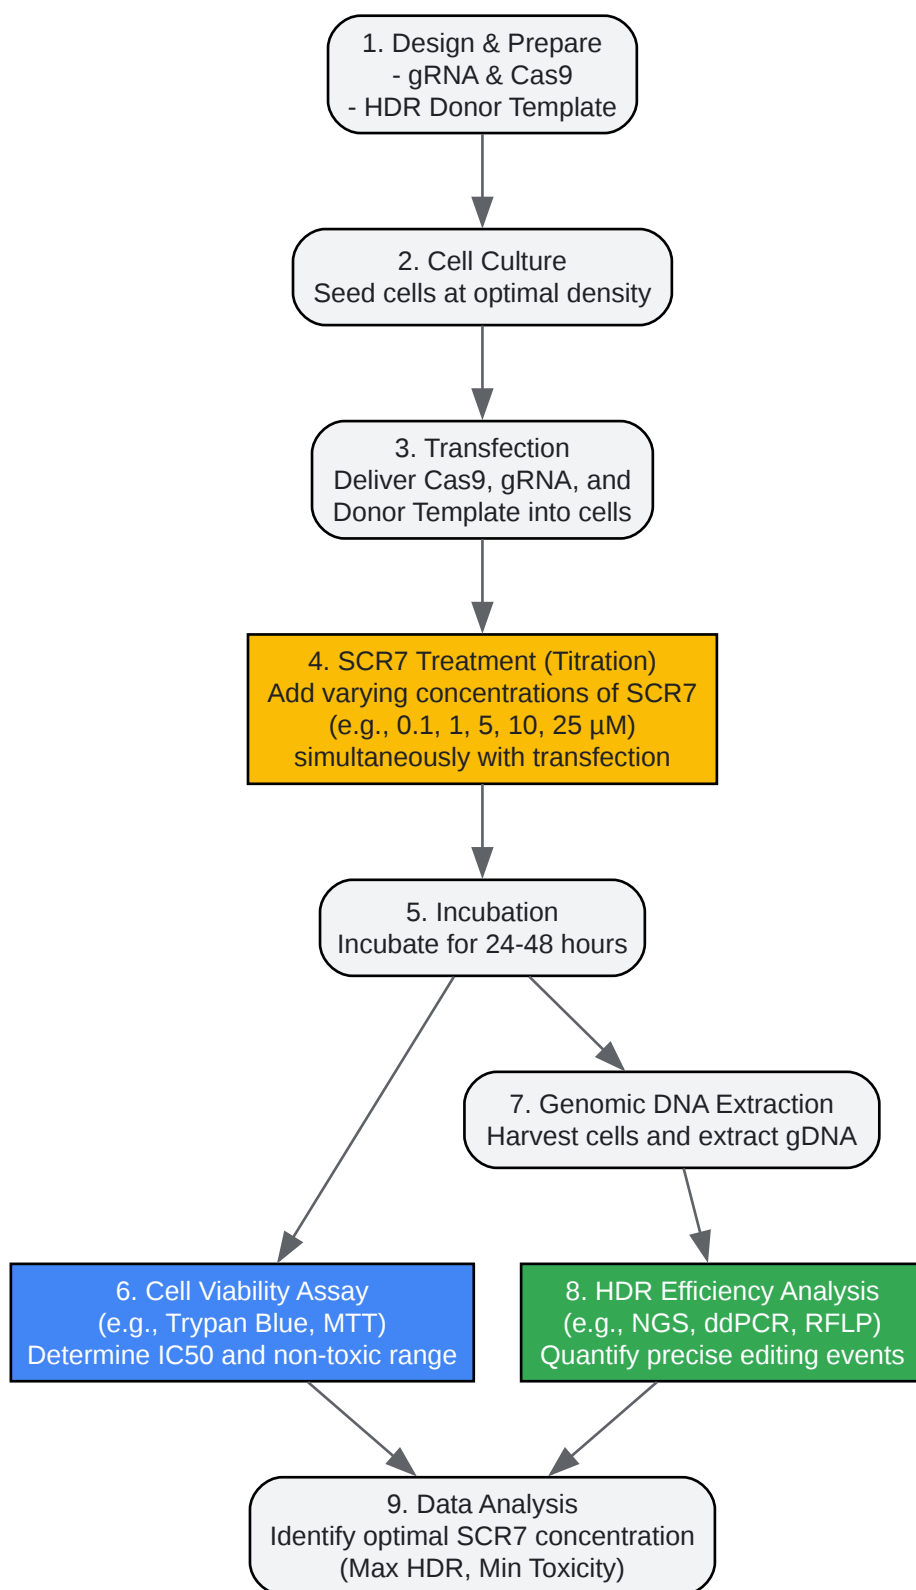 1. Design & Prepare
- gRNA & Cas9
- HDR Donor Template
2. Cell Culture
Seed cells at optimal density
3. Transfection
Deliver Cas9, gRNA, and
Donor Template into cells
4. SCR7 Treatment (Titration)
Add varying concentrations of SCR7
(e.g., 0.1, 1, 5, 10, 25 µM)
simultaneously with transfection
5. Incubation
Incubate for 24-48 hours
7. Genomic DNA Extraction
Harvest cells and extract gDNA
6. Cell Viability Assay
(e.g., Trypan Blue, MTT)
Determine IC50 and non-toxic range
8. HDR Efficiency Analysis
(e.g., NGS, ddPCR, RFLP)
Quantify precise editing events
9. Data Analysis
Identify optimal SCR7 concentration
(Max HDR, Min Toxicity)